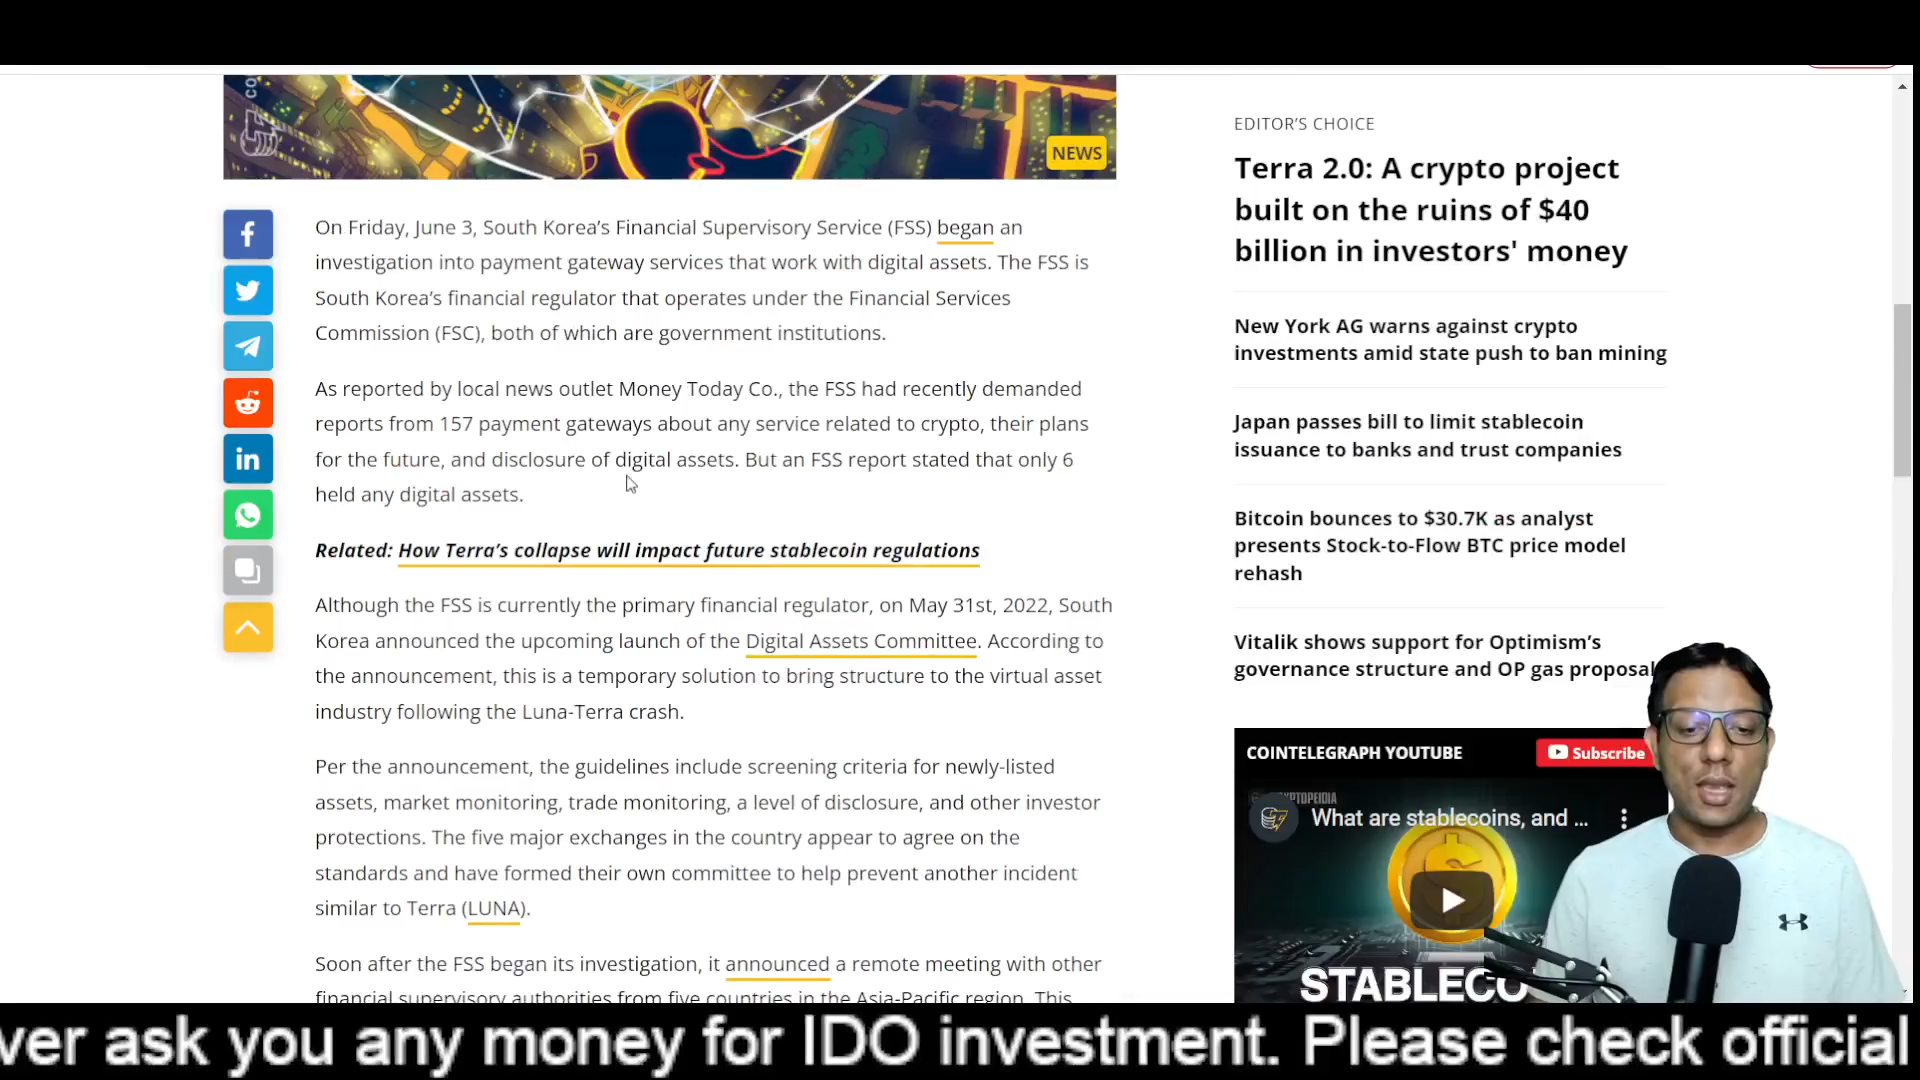 CO
NEWS
On Friday, June 3, South Korea’s Financial Supervisory Service (FSS) began an
investigation into payment gateway services that work with digital assets. The FSS is
South Korea’s financial regulator that operates under the Financial Services
Commission (FSC), both of which are government institutions.
As reported by local news outlet Money Today Co., the FSS had recently demanded
reports from 157 payment gateways about any service related to crypto, their plans
for the future, and disclosure of digital assets. But an FSS report stated that only 6
held any digital assets.
Related: How Terra’s collapse will impact future stablecoin regulations
Although the FSS is currently the primary financial regulator, on May 31st, 2022, South
Korea announced the upcoming launch of the Digital Assets Committee. According to
the announcement, this is a temporary solution to bring structure to the virtual asset
industry following the Luna-Terra crash.
Per the announcement, the guidelines include screening criteria for newly-listed
assets, market monitoring, trade monitoring, a level of disclosure, and other investor
protections. The five major exchanges in the country appear to agree on the
standards and have formed their own committee to help prevent another incident
similar to Terra (LUNA).
Soon after the FSS began its investigation, it announced a remote meeting with other
financial supervisory authorities from five countries in the Asia-Pacific region. This
EDITOR’S CHOICE
Terra 2.0: A crypto project
built on the ruins of $40
billion in investors' money
New York AG warns against crypto
investments amid state push to ban mining
Japan passes bill to limit stablecoin
issuance to banks and trust companies
Bitcoin bounces to $30.7K as analyst
presents Stock-to-Flow BTC price model
rehash
Vitalik shows support for Optimism’s
governance structure and OP gas proposal
COINTELEGRAPH YOUTUBE
Subscribe
What are stablecoins, and ...
STABLECO
ver ask you any money for IDO investment. Please check official